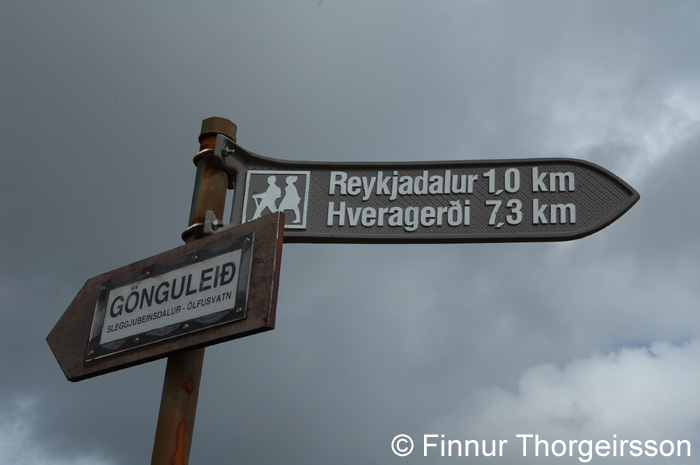 Reykjadalur 1,0 km
Hveragerði 7,3 km
GÖNGULEIÐ
SLEGGJUBEINSDALUR - ÖLFUSVATN
© Finnur Thorgeirsson